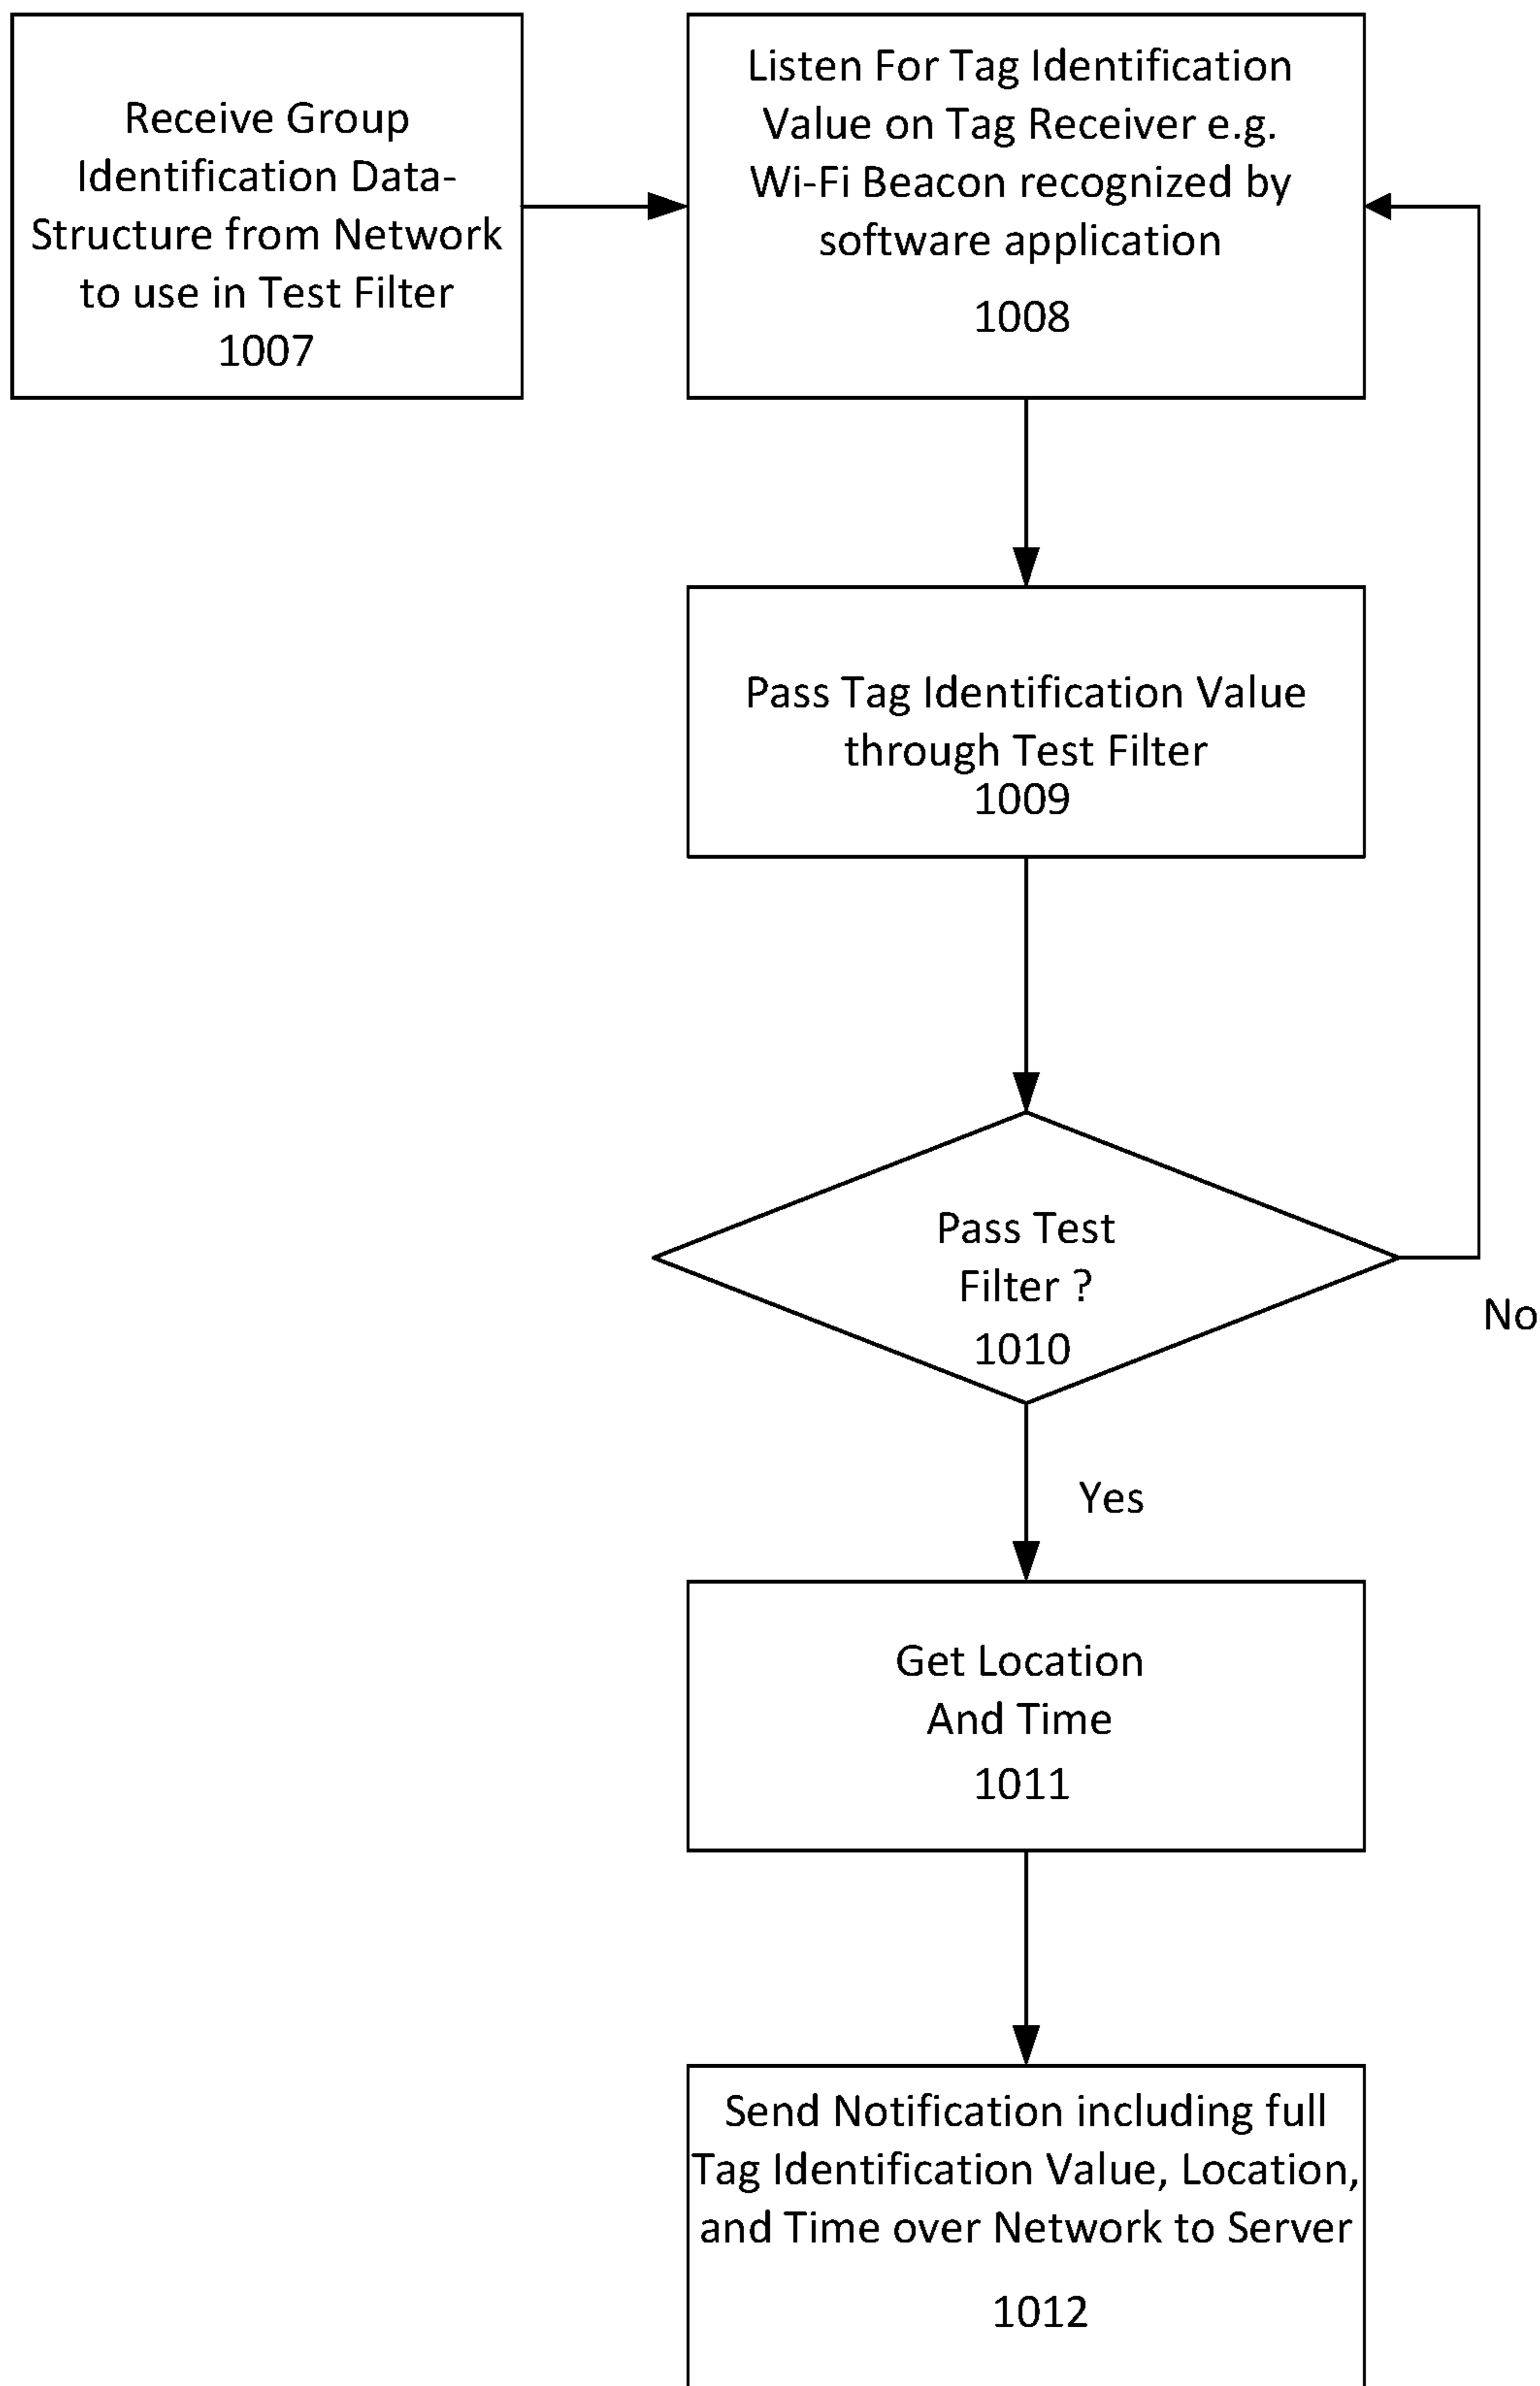 Receive Group
Identification Data-
Structure from Network
to use in Test Filter
1007
Listen For Tag Identification
Value on Tag Receiver e.g.
Wi-Fi Beacon recognized by
software application
1008
Pass Tag Identification Value
through Test Filter
1009
Pass Test
Filter ?
1010
No
Yes
Get Location
And Time
1011
Send Notification including full
Tag Identification Value, Location,
and Time over Network to Server
1012